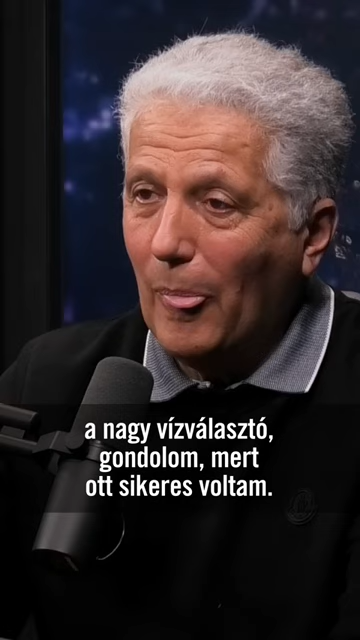 a nagy vízválasztó,
gondolom, mert
ott sikeres voltam.